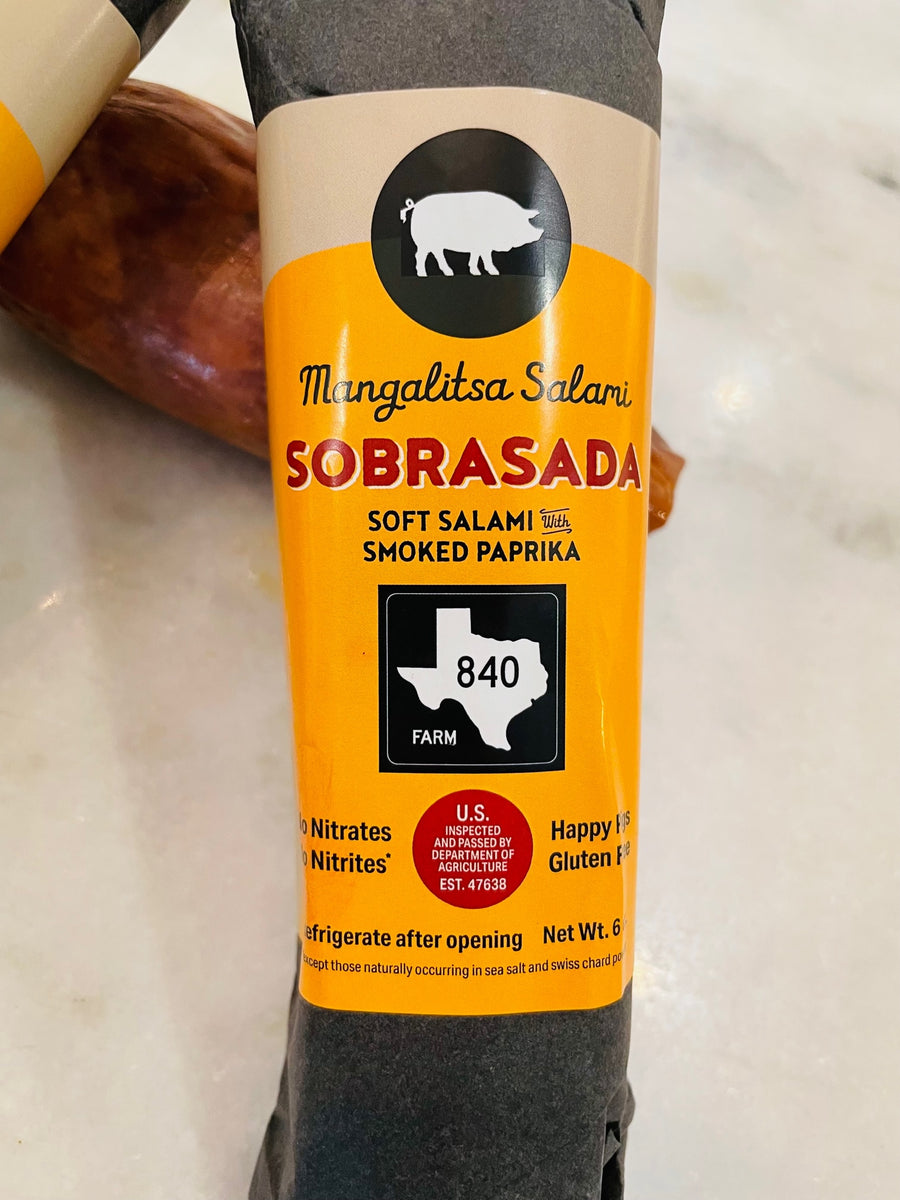 Mangalitsa Salami
SOBRASADA
SOFT SALAMI With
SMOKED PAPRIKA
840
FARM
Nitrates
Nitrites*
U.S.
INSPECTED
AND PASSED BY
DEPARTMENT OF
AGRICULTURE
EST. 47638
Happy
Gluten
efrigerate after opening
Net Wt. 6
except those naturally occurring in sea salt and swiss chard